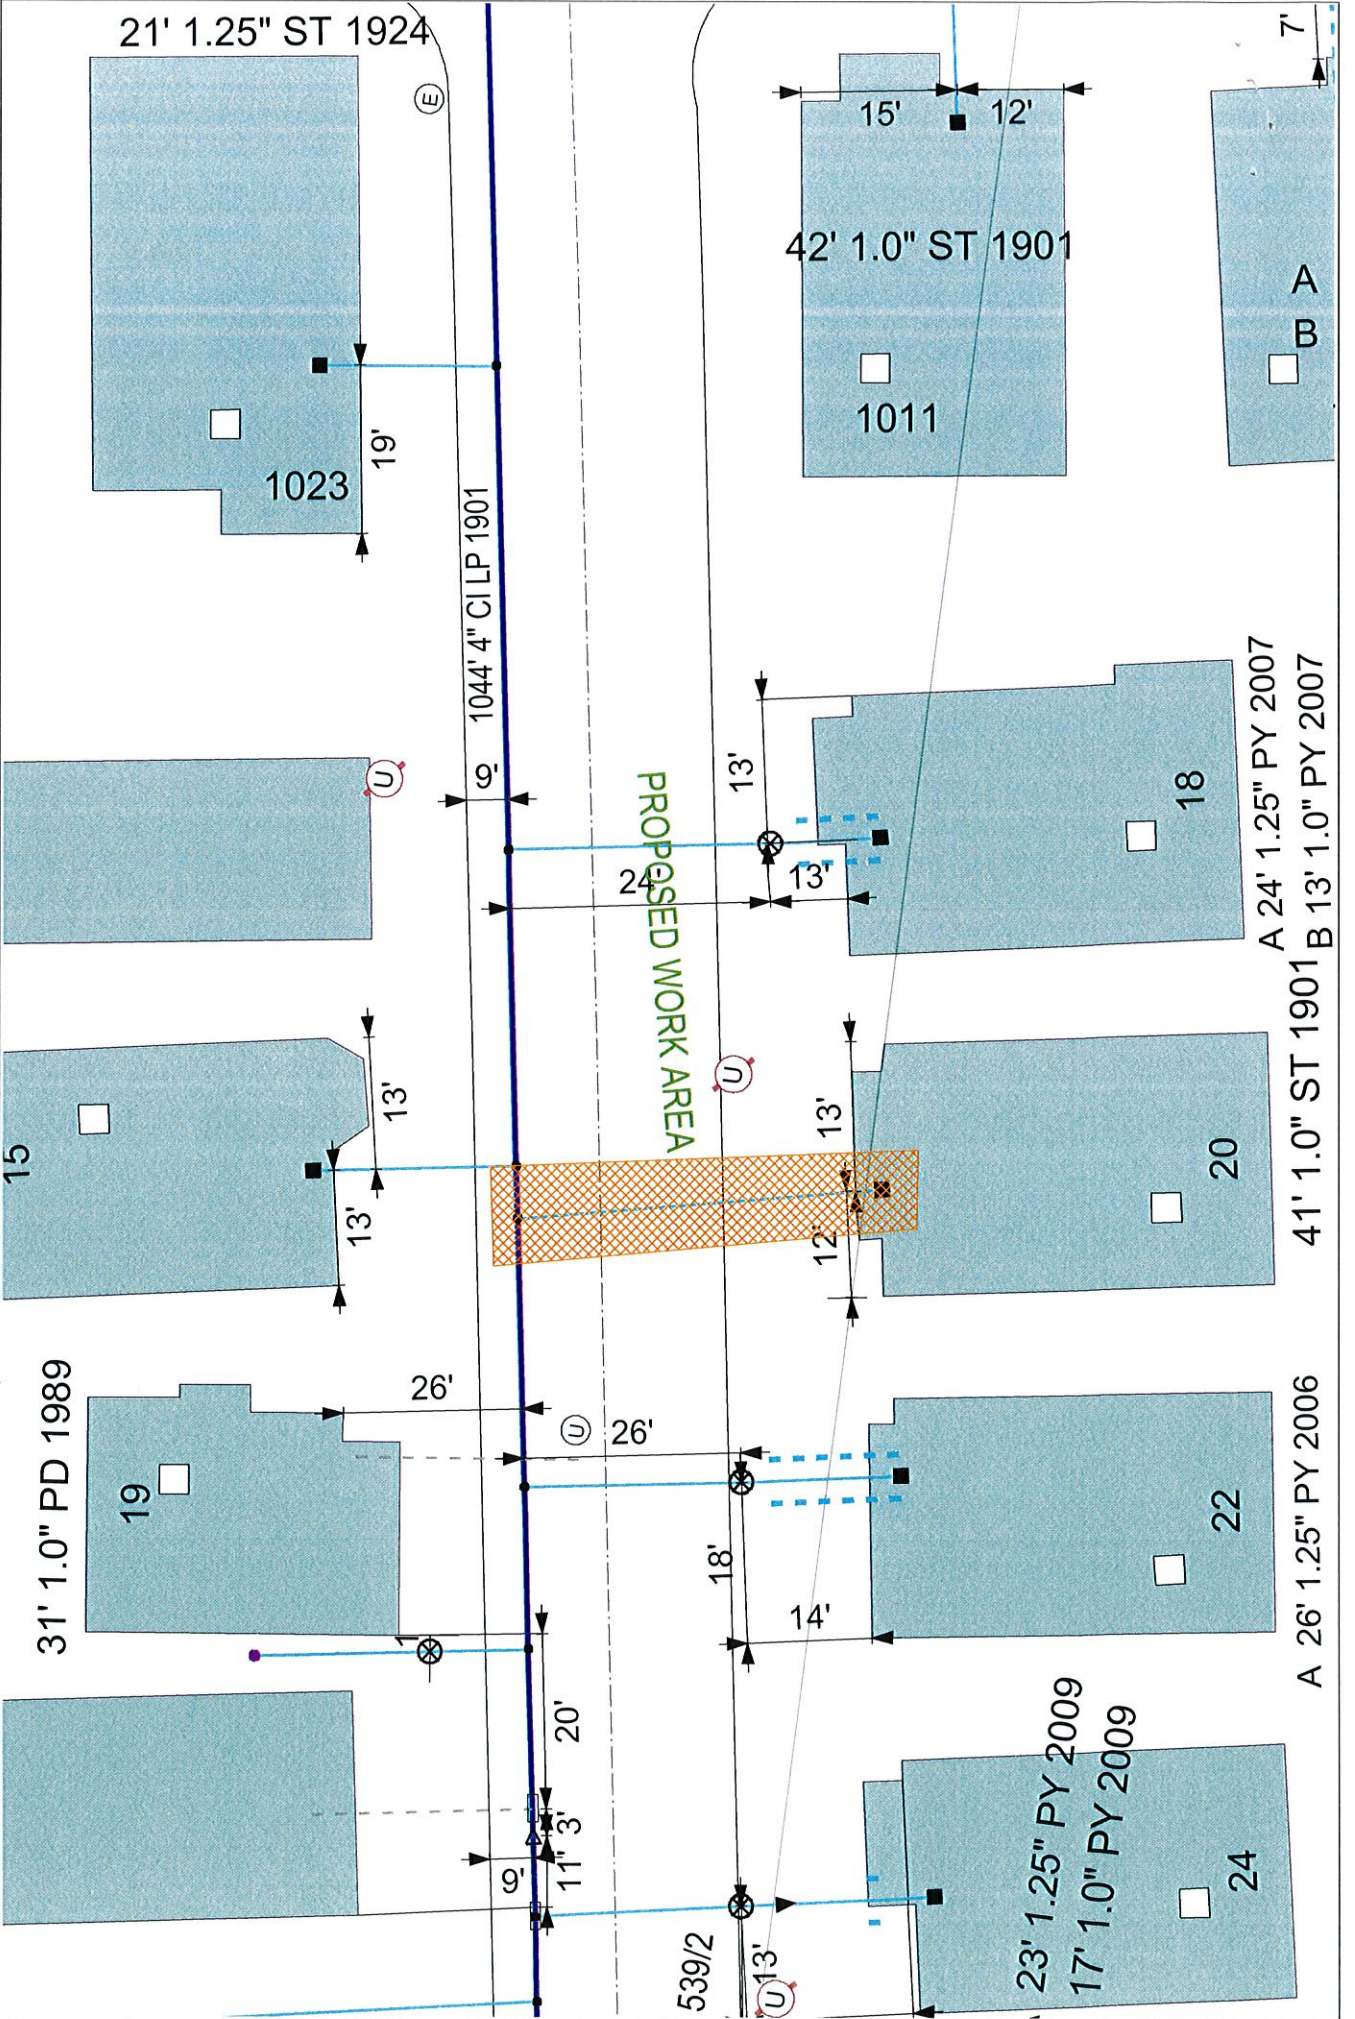 21' 1.25" ST 1924
E
7'
15'
12'
42' 1.0" ST 1901
A
B
1011
19'
1023
1044' 4" CI LP 1901
9'
U
PROPOSED WORK AREA
13'
24'
13'
18
A 24' 1.25" PY 2007
B 13' 1.0" PY 2007
15
13'
13'
U
13'
12'
20
41' 1.0" ST 1901
31' 1.0" PD 1989
26'
U
26'
19
18'
14'
22
A 26' 1.25" PY 2006
1
20'
3'
11'
9'
539/2
13'
U
23' 1.25" PY 2009
17' 1.0" PY 2009
24